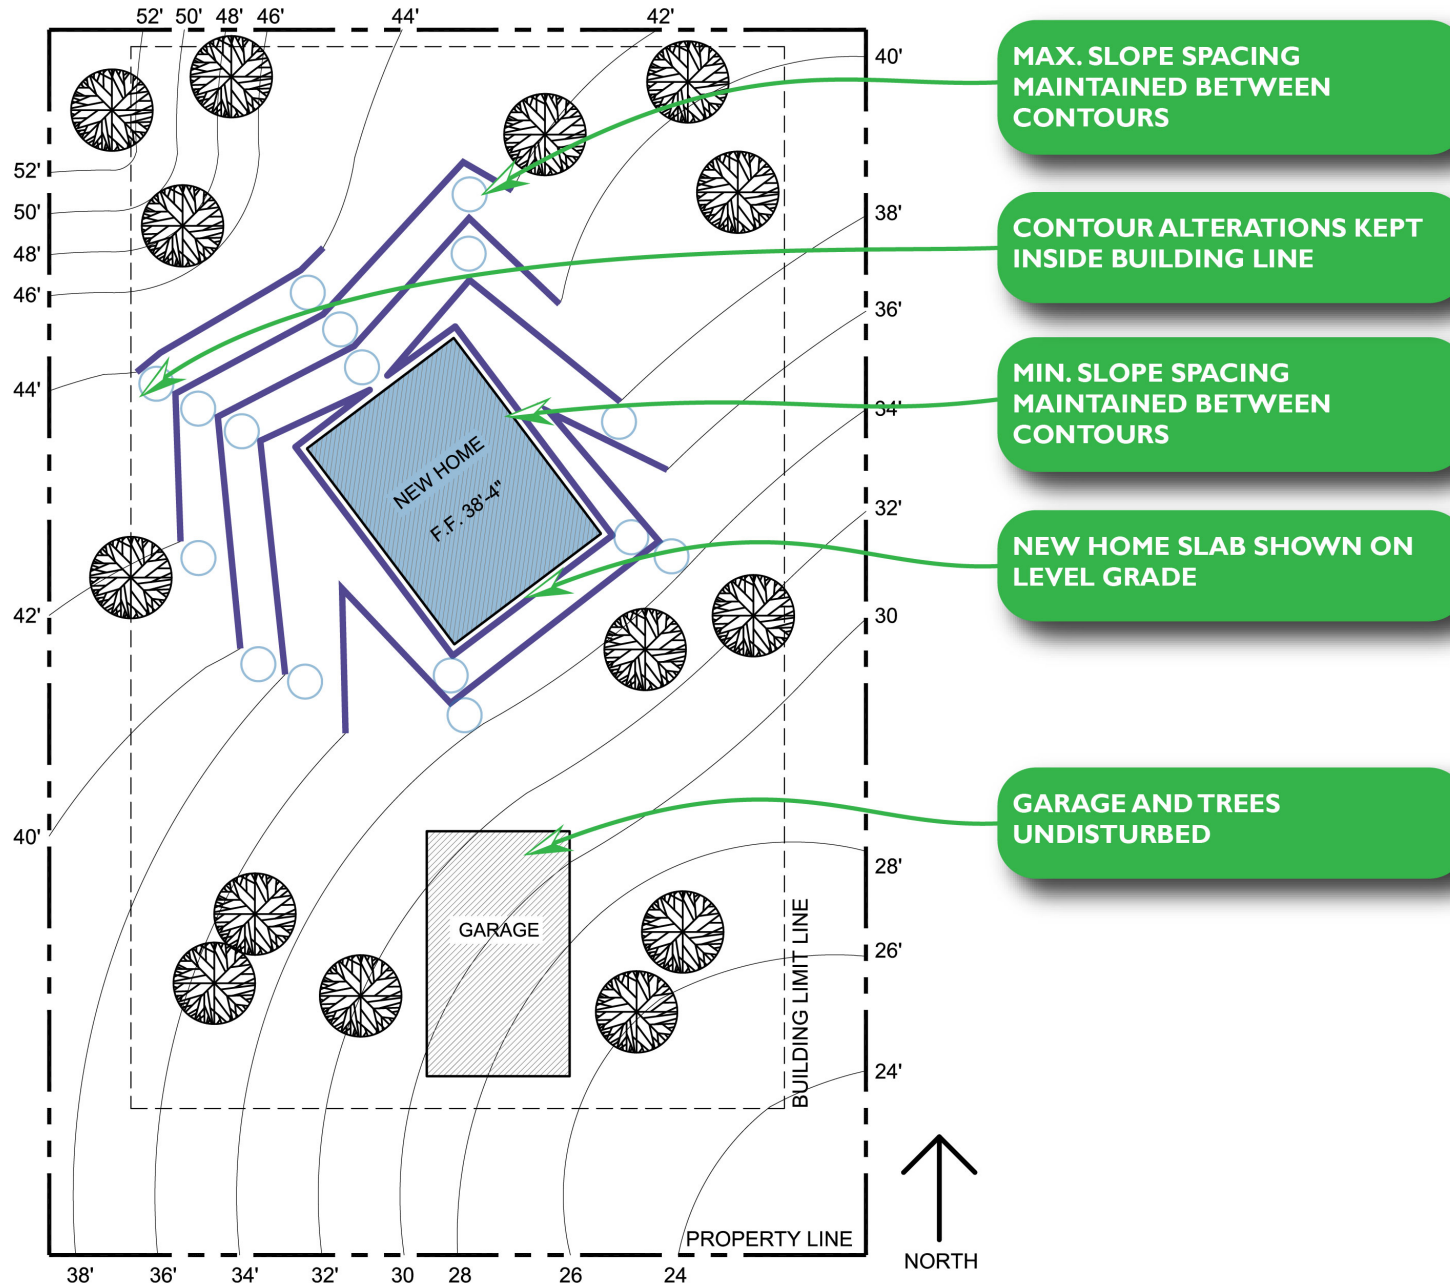 52' 50' 48' 46' 44' 42'
40'
38'
36'
34'
32'
30
28'
26'
24'
52'
50'
48'
46'
44'
42'
40'
38' 36' 34' 32' 30 28 26 24
NEW HOME
F.F. 38'-4"
GARAGE
BUILDING LIMIT LINE
PROPERTY LINE
NORTH
MAX. SLOPE SPACING
MAINTAINED BETWEEN
CONTOURS
CONTOUR ALTERATIONS KEPT
INSIDE BUILDING LINE
MIN. SLOPE SPACING
MAINTAINED BETWEEN
CONTOURS
NEW HOME SLAB SHOWN ON
LEVEL GRADE
GARAGE AND TREES
UNDISTURBED